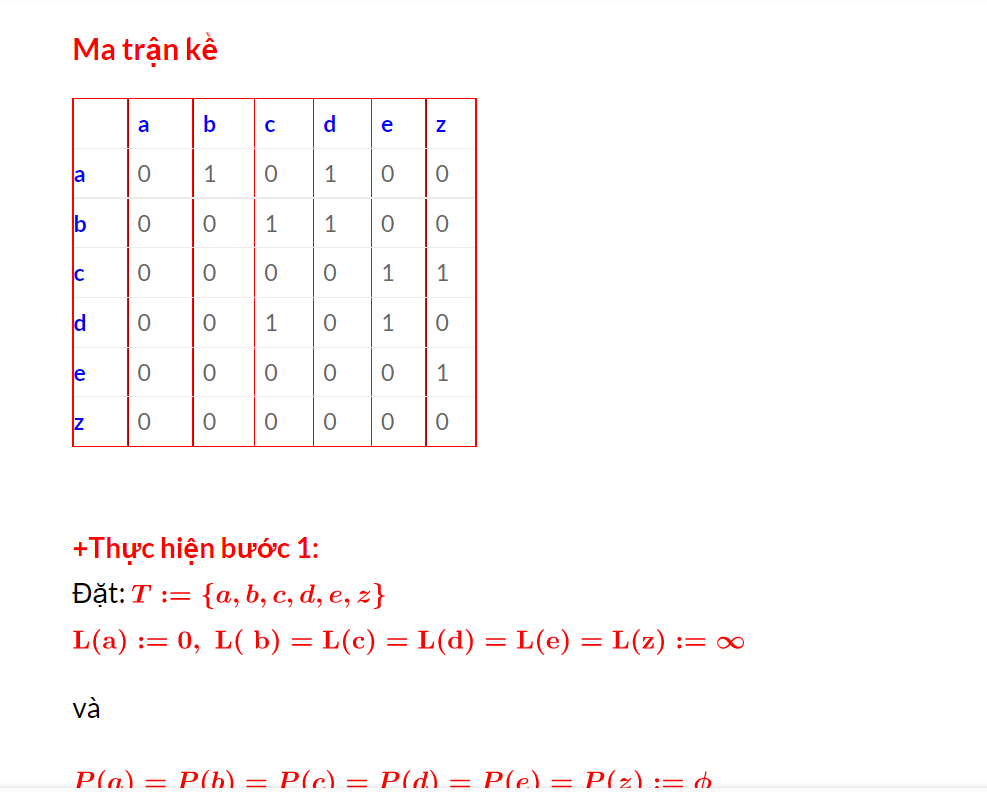 Ma trận kề
a b c d e z
a 0 1 0 1 0 0
b 0 0 1 1 0 0
c 0 0 0 0 1 1
d 0 0 1 0 1 0
e 0 0 0 0 0 1
z 0 0 0 0 0 0
+Thực hiện bước 1:
Đặt: T := {a, b, c, d, e, z}
L(a) := 0, L( b) = L(c) = L(d) = L(e) = L(z) := ∞
và
P(a) = P(b) = P(c) = P(d) = P(e) = P(z) := ϕ